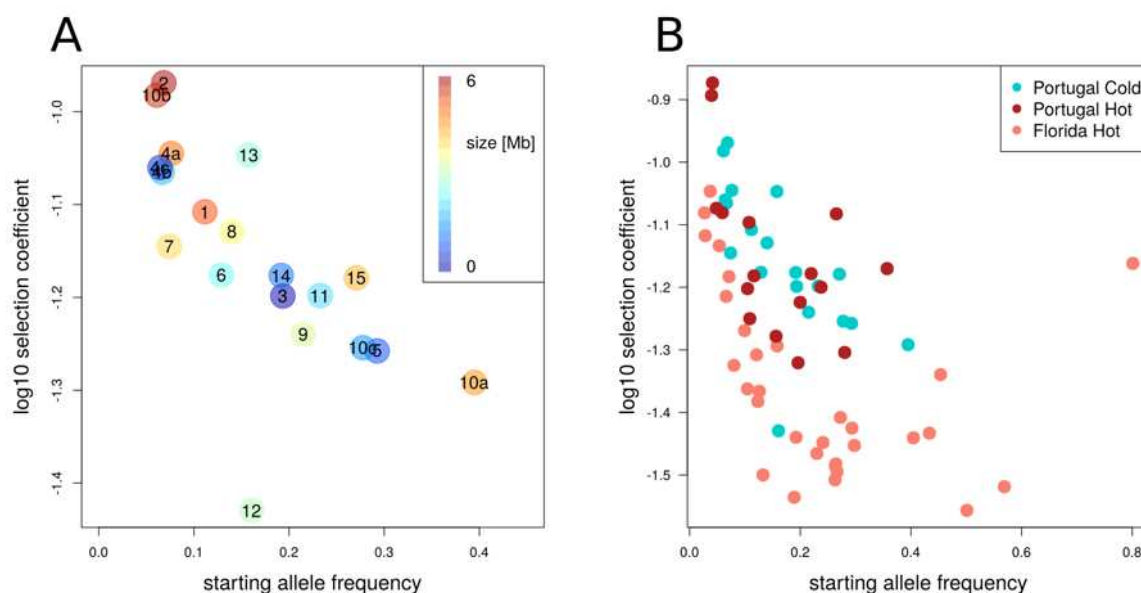 A
B
log10 selection coefficient
-1.0
-1.1
-1.2
-1.3
-1.4
0.0 0.1 0.2 0.3 0.4
starting allele frequency
6
size [Mb]
0
2
10b
4a
13
4b
1
8
7
6
14
3
11
15
9
10c
5
10a
12
log10 selection coefficient
-0.9
-1.0
-1.1
-1.2
-1.3
-1.4
-1.5
0.0 0.2 0.4 0.6 0.8
starting allele frequency
Portugal Cold
Portugal Hot
Florida Hot